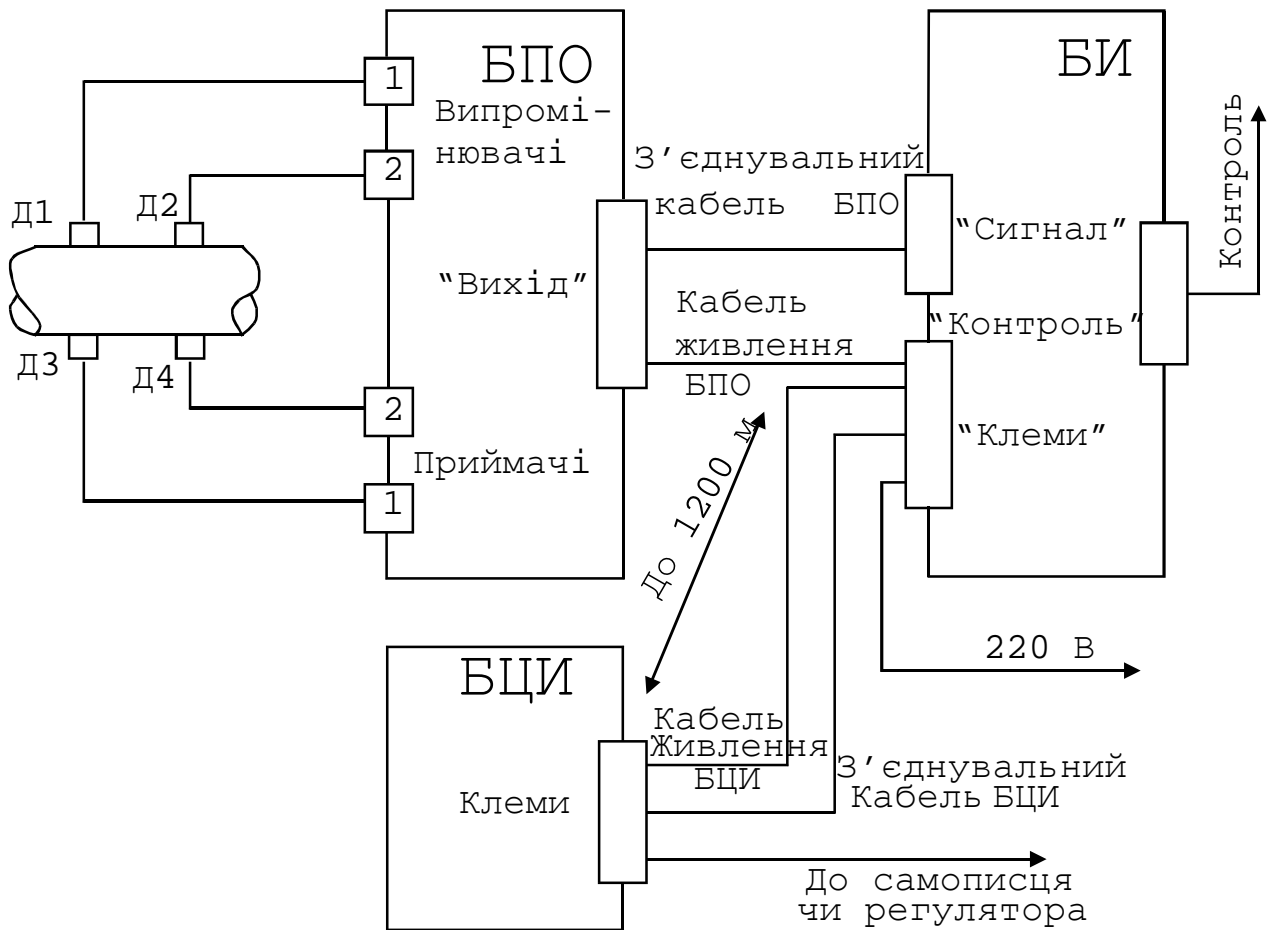 БПО
1
Випромі-
нювачі
2
Д1
Д2
"Вихід"
Д3
Д4
2
Приймачі
1
З'єднувальний
кабель БПО
Кабель
живлення
БПО
До 1200 м
БИ
"Сигнал"
"Контроль"
"Клеми"
Контроль
220 В
БЦИ
Клеми
Кабель
Живлення
БЦИ
З'єднувальний
Кабель БЦИ
До самописця
чи регулятора